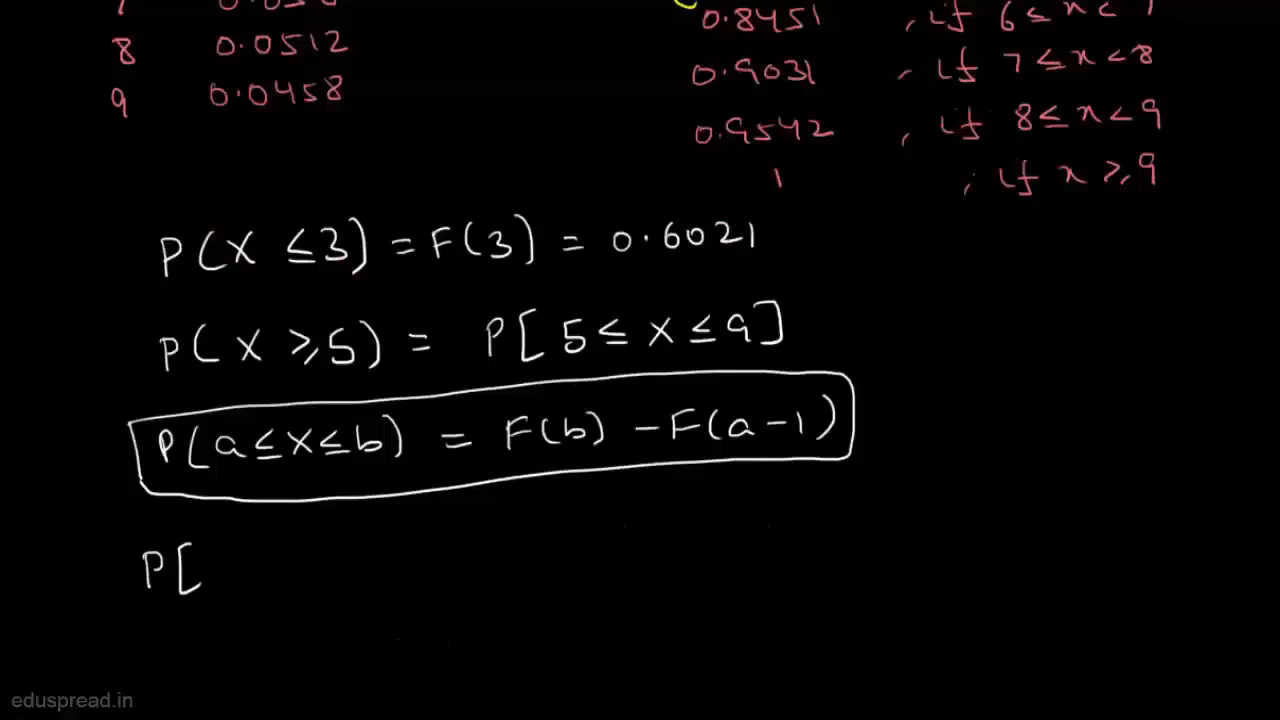 0.8451 , if 6 ≤ x < 7
8 0.0512
0.9031 , if 7 ≤ x < 8
9 0.0458
0.9542 , if 8 ≤ x < 9
1 , if x ≥ 9
P(X ≤ 3) = F(3) = 0.6021
P(X ≥ 5) = P[5 ≤ X ≤ 9]
P(a ≤ X ≤ b) = F(b) - F(a-1)
P[
eduspread.in